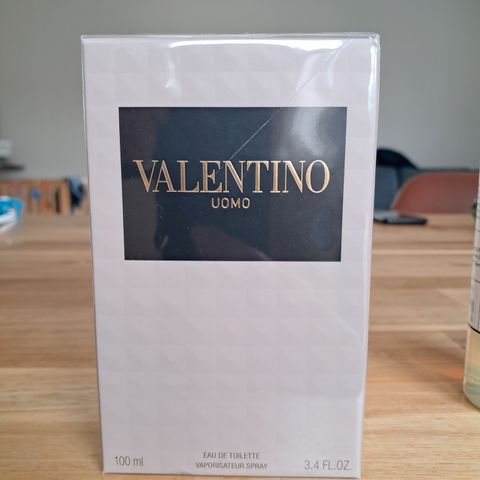 VALENTINO
UOMO
100 ml
EAU DE TOILETTE
VAPORISATEUR SPRAY
3.4 FL.OZ.